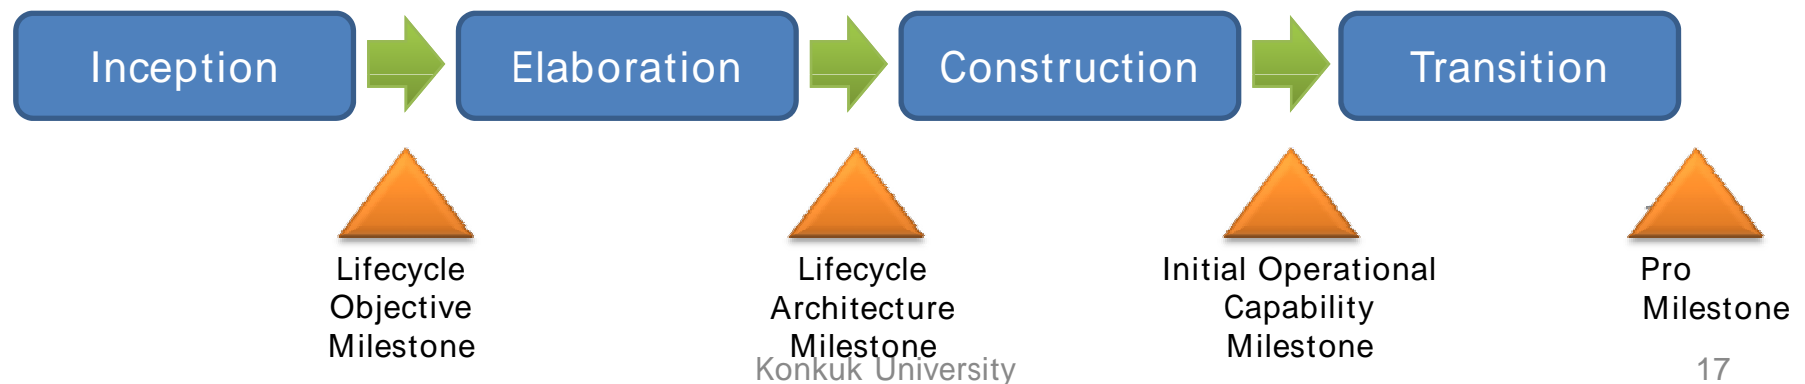 Inception
Elaboration
Construction
Transition
Lifecycle
Objective
Milestone
Lifecycle
Architecture
Milestone
Initial Operational
Capability
Milestone
Pro
Milestone
Konkuk University
17